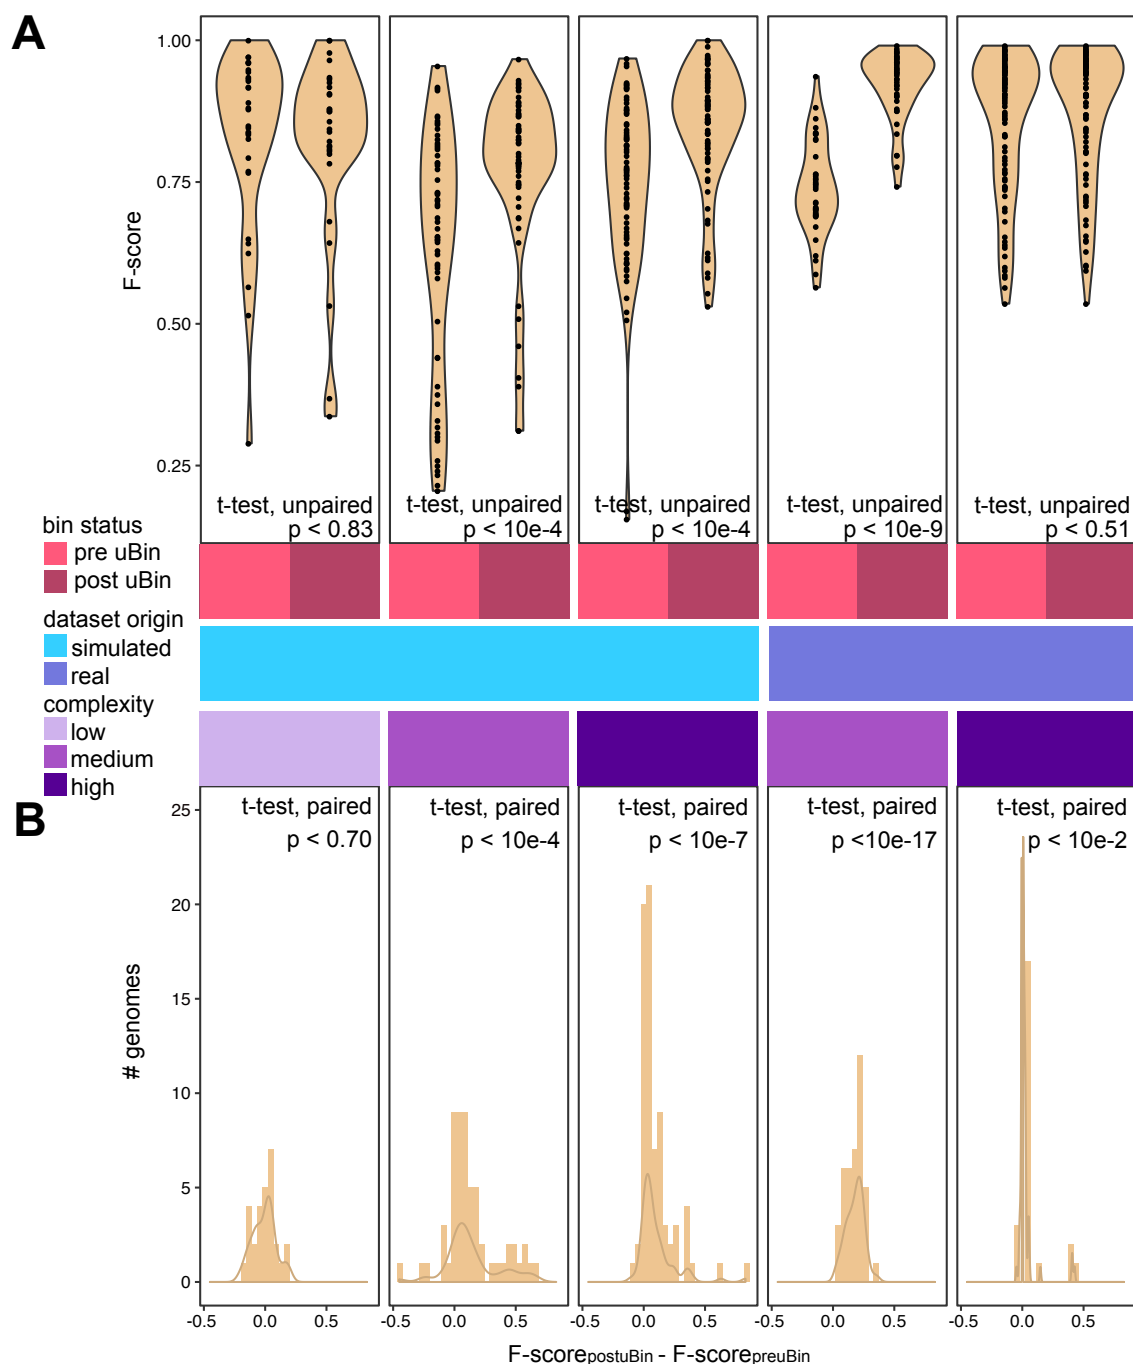 A
1.00
0.75
0.50
0.25
F-score
t-test, unpaired
p < 0.83
t-test, unpaired
p < 10e-4
t-test, unpaired
p < 10e-4
t-test, unpaired
p < 10e-9
t-test, unpaired
p < 0.51
bin status
pre uBin
post uBin
dataset origin
simulated
real
complexity
low
medium
high
B
25
20
15
10
5
0
# genomes
t-test, paired
p < 0.70
t-test, paired
p < 10e-4
t-test, paired
p < 10e-7
t-test, paired
p <10e-17
t-test, paired
p < 10e-2
-0.5 0.0 0.5 -0.5 0.0 0.5 -0.5 0.0 0.5 -0.5 0.0 0.5 -0.5 0.0 0.5
F-scorepostuBin - F-scorepreuBin